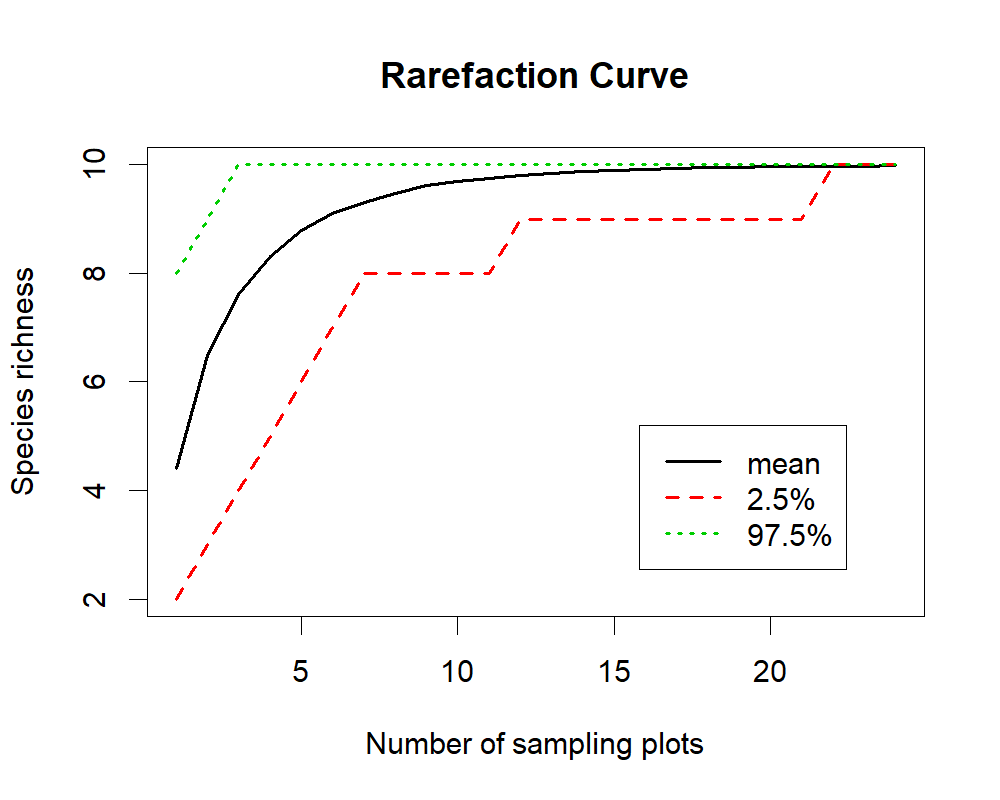 Rarefaction Curve
Species richness
10
8
6
4
2
mean
2.5%
97.5%
5 10 15 20
Number of sampling plots